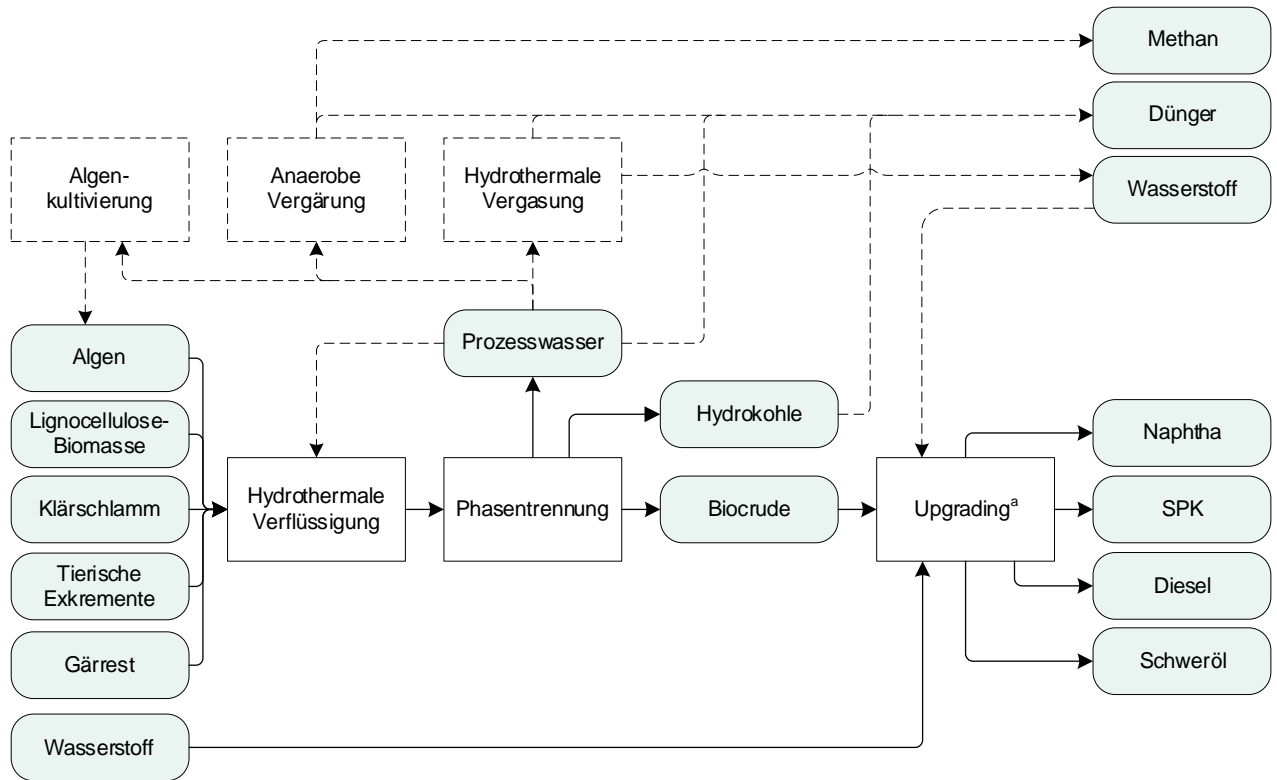 Methan
Dünger
Wasserstoff
Algen-
kultivierung
Anaerobe
Vergärung
Hydrothermale
Vergasung
Prozesswasser
Algen
Lignocellulose-
Biomasse
Klärschlamm
Tierische
Exkremente
Gärrest
Wasserstoff
Hydrothermale
Verflüssigung
Phasentrennung
Hydrokohle
Biocrude
Upgradingᵃ
Naphtha
SPK
Diesel
Schweröl